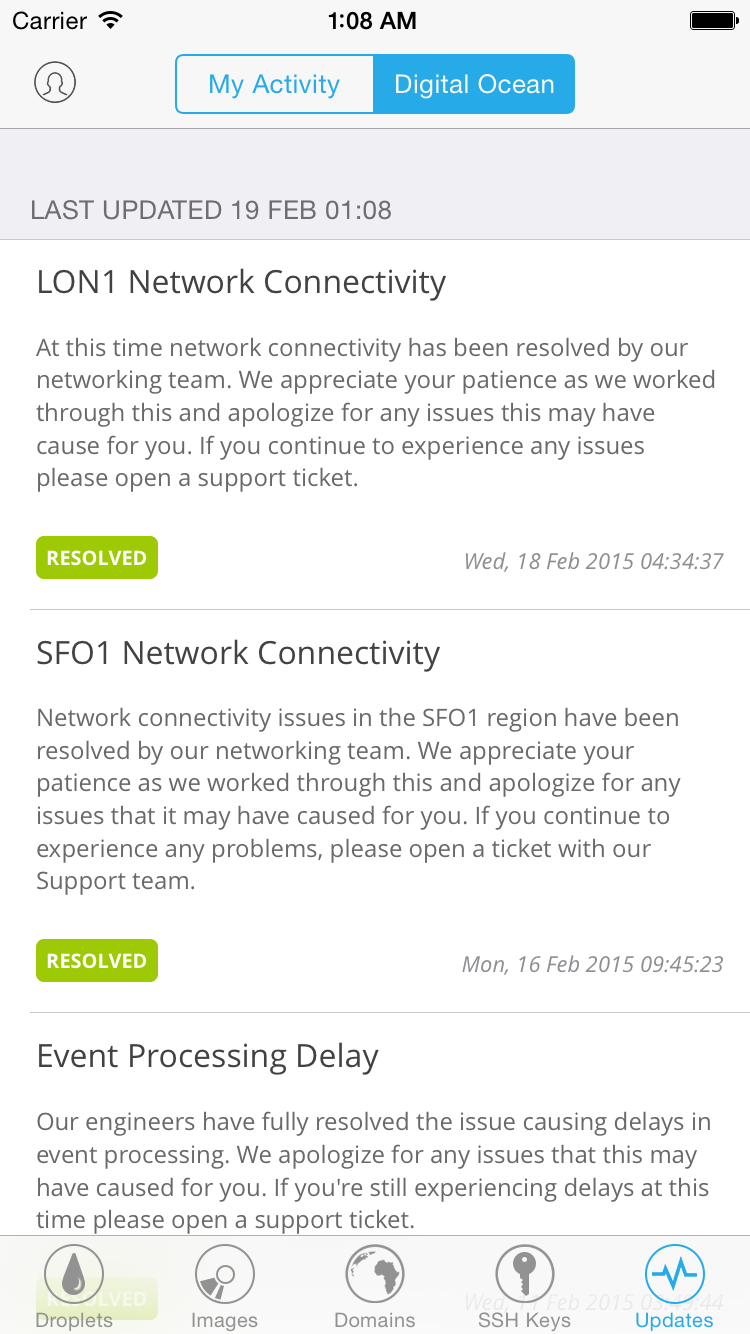 Carrier 1:08 AM
My Activity Digital Ocean
LAST UPDATED 19 FEB 01:08
LON1 Network Connectivity
At this time network connectivity has been resolved by our
networking team. We appreciate your patience as we worked
through this and apologize for any issues this may have
cause for you. If you continue to experience any issues
please open a support ticket.
RESOLVED Wed, 18 Feb 2015 04:34:37
SFO1 Network Connectivity
Network connectivity issues in the SFO1 region have been
resolved by our networking team. We appreciate your
patience as we worked through this and apologize for any
issues that it may have caused for you. If you continue to
experience any problems, please open a ticket with our
Support team.
RESOLVED Mon, 16 Feb 2015 09:45:23
Event Processing Delay
Our engineers have fully resolved the issue causing delays in
event processing. We apologize for any issues that this may
have caused for you. If you're still experiencing delays at this
time please open a support ticket.
RESOLVED Wed, 11 Feb 2015
Droplets Images Domains SSH Keys Updates